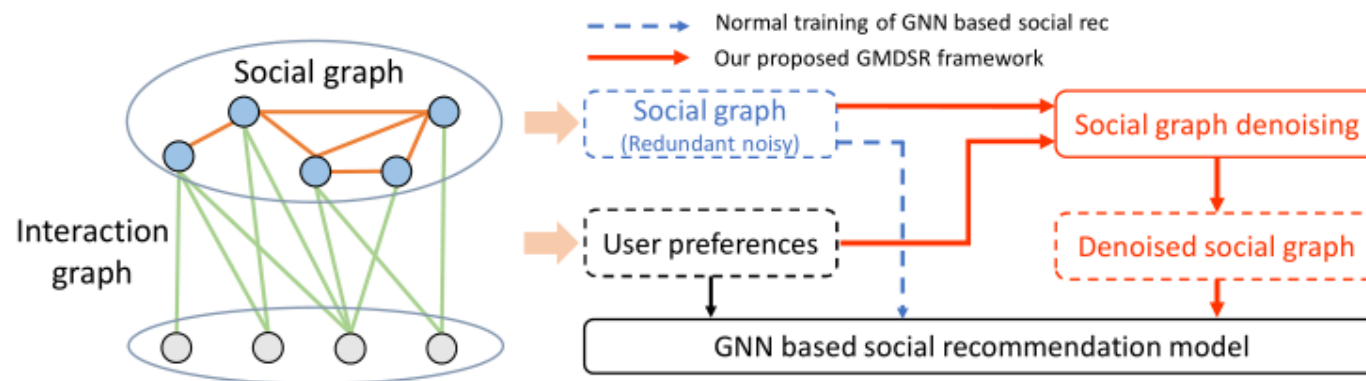 Normal training of GNN based social rec
Our proposed GMDSR framework
Social graph
Interaction
graph
Social graph
(Redundant noisy)
Social graph denoising
User preferences
Denoised social graph
GNN based social recommendation model